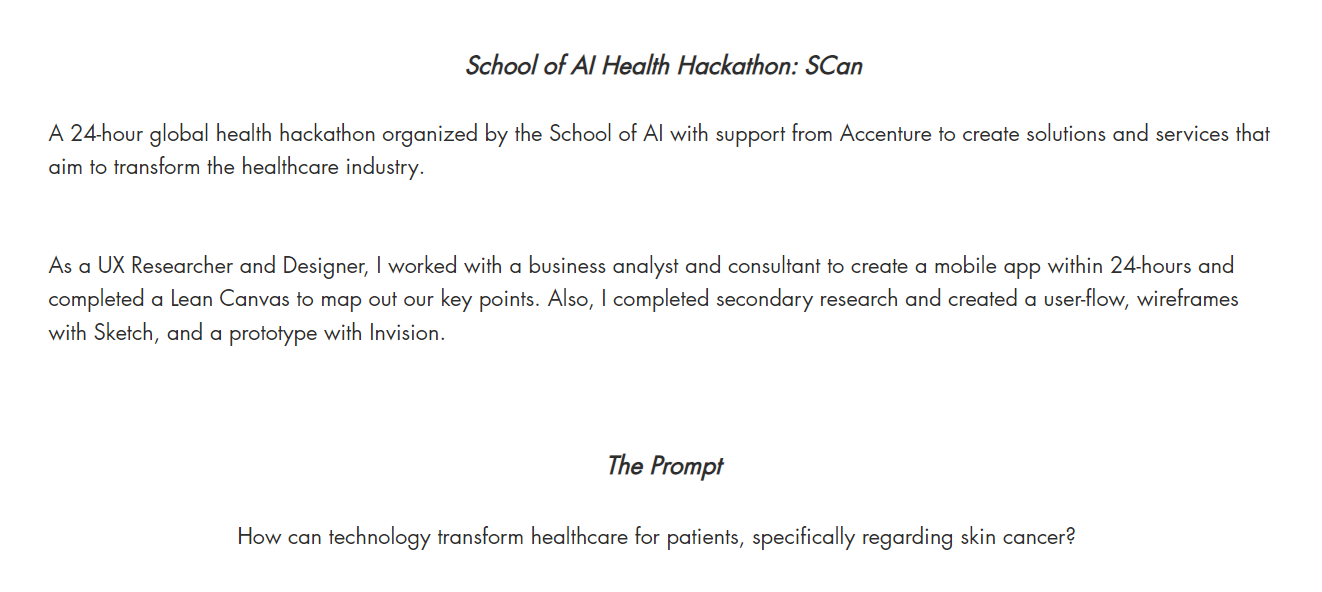 School of AI Health Hackathon: SCan
A 24-hour global health hackathon organized by the School of AI with support from Accenture to create solutions and services that
aim to transform the healthcare industry.
As a UX Researcher and Designer, I worked with a business analyst and consultant to create a mobile app within 24-hours and
completed a Lean Canvas to map out our key points. Also, I completed secondary research and created a user-flow, wireframes
with Sketch, and a prototype with Invision.
The Prompt
How can technology transform healthcare for patients, specifically regarding skin cancer?